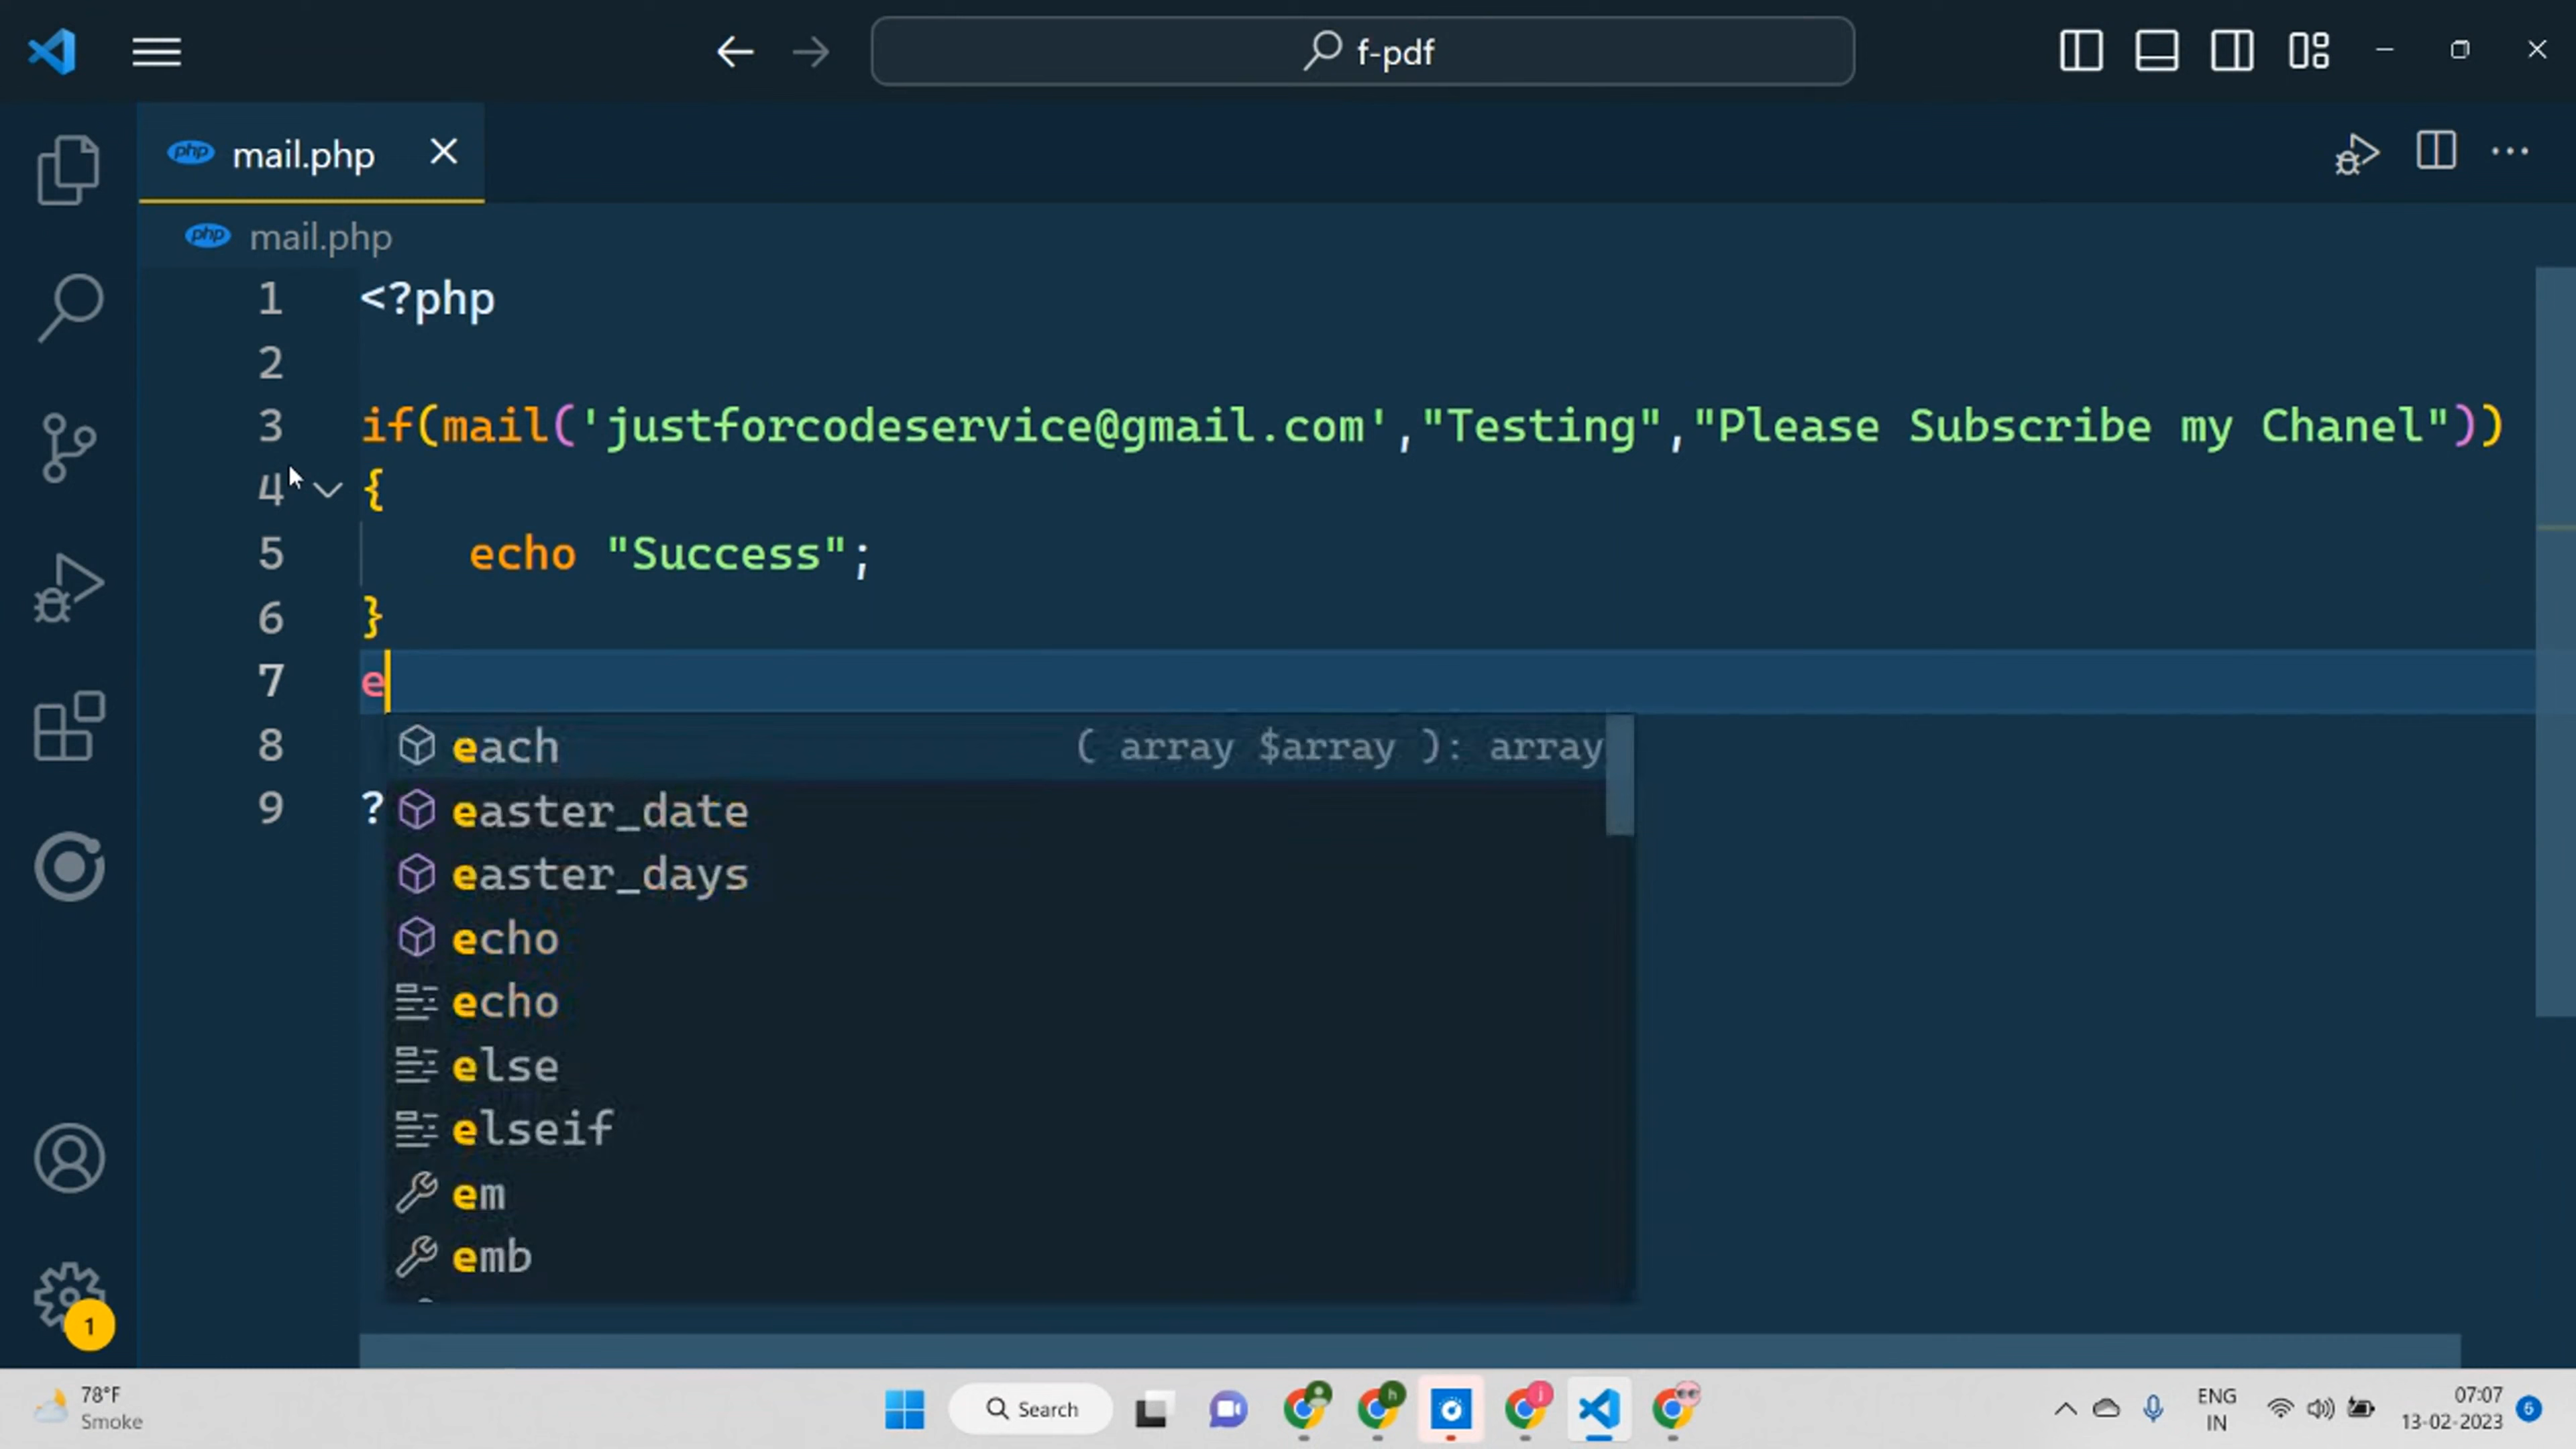 f-pdf
php mail.php
php mail.php
1 <?php
2
3 if(mail('justforcodeservice@gmail.com',"Testing","Please Subscribe my Chanel"))
4 {
5 echo "Success";
6 }
7 e
8 each ( array $array ): array
9 ? easter_date
easter_days
echo
echo
else
elseif
em
emb
1
78°F
Smoke
Search
h
j
ENG
IN
07:07
13-02-2023
6